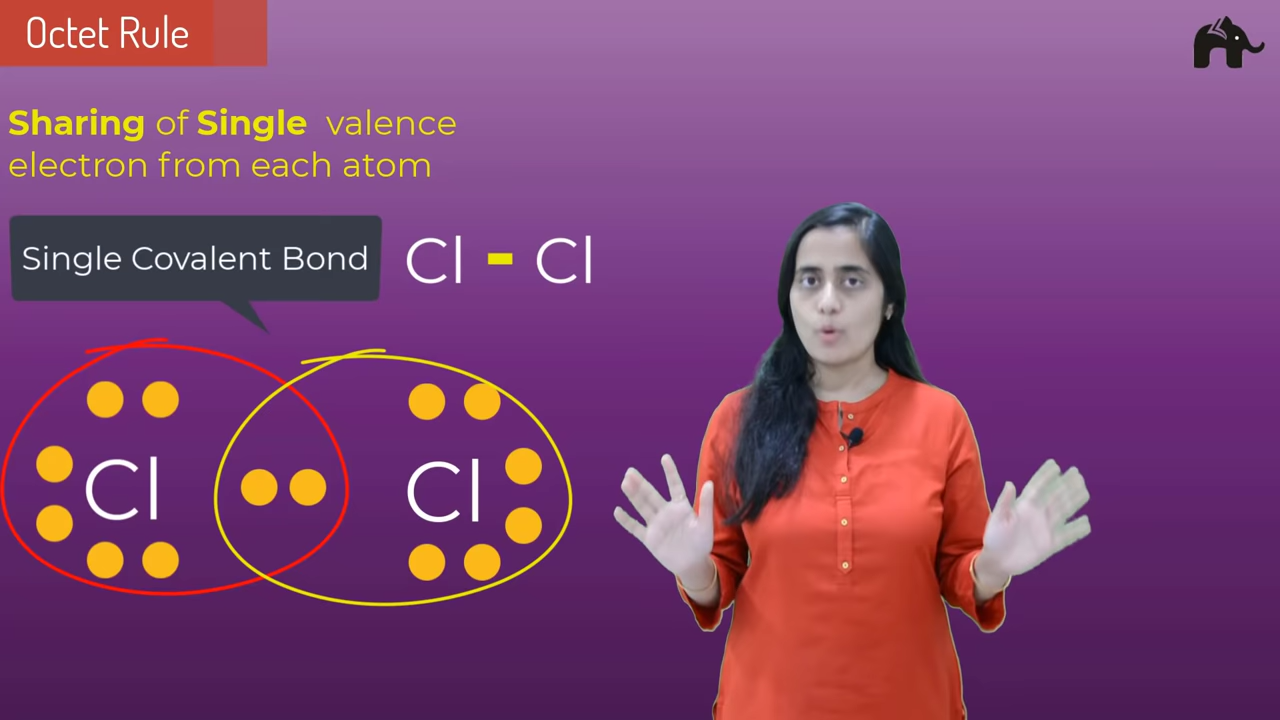 Octet Rule
Sharing of Single valence
electron from each atom
Single Covalent Bond
Cl - Cl
Cl
Cl